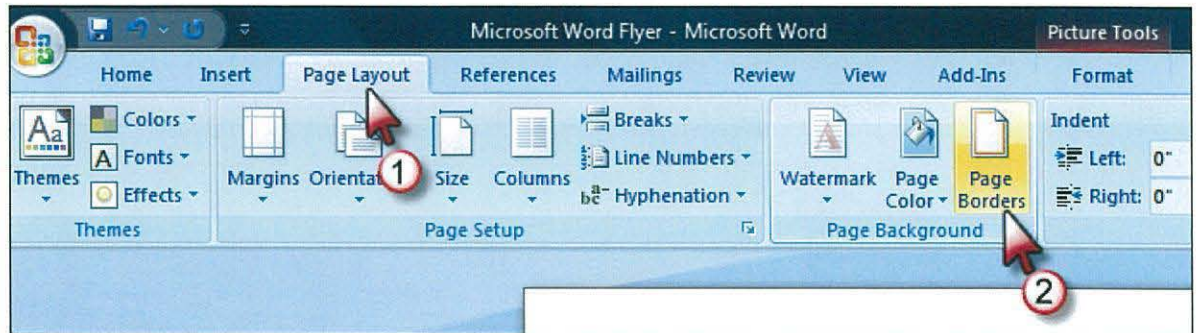 Microsoft Word Flyer - Microsoft Word
Picture Tools
Home Insert Page Layout References Mailings Review View Add-Ins Format
Aa
Themes
Colors
A Fonts
Effects
Themes
Margins
1
Size
Columns
Breaks
Line Numbers
Hyphenation
Page Setup
Watermark
Page Color
Page Borders
Page Background
2
Indent
Left: 0"
Right: 0"